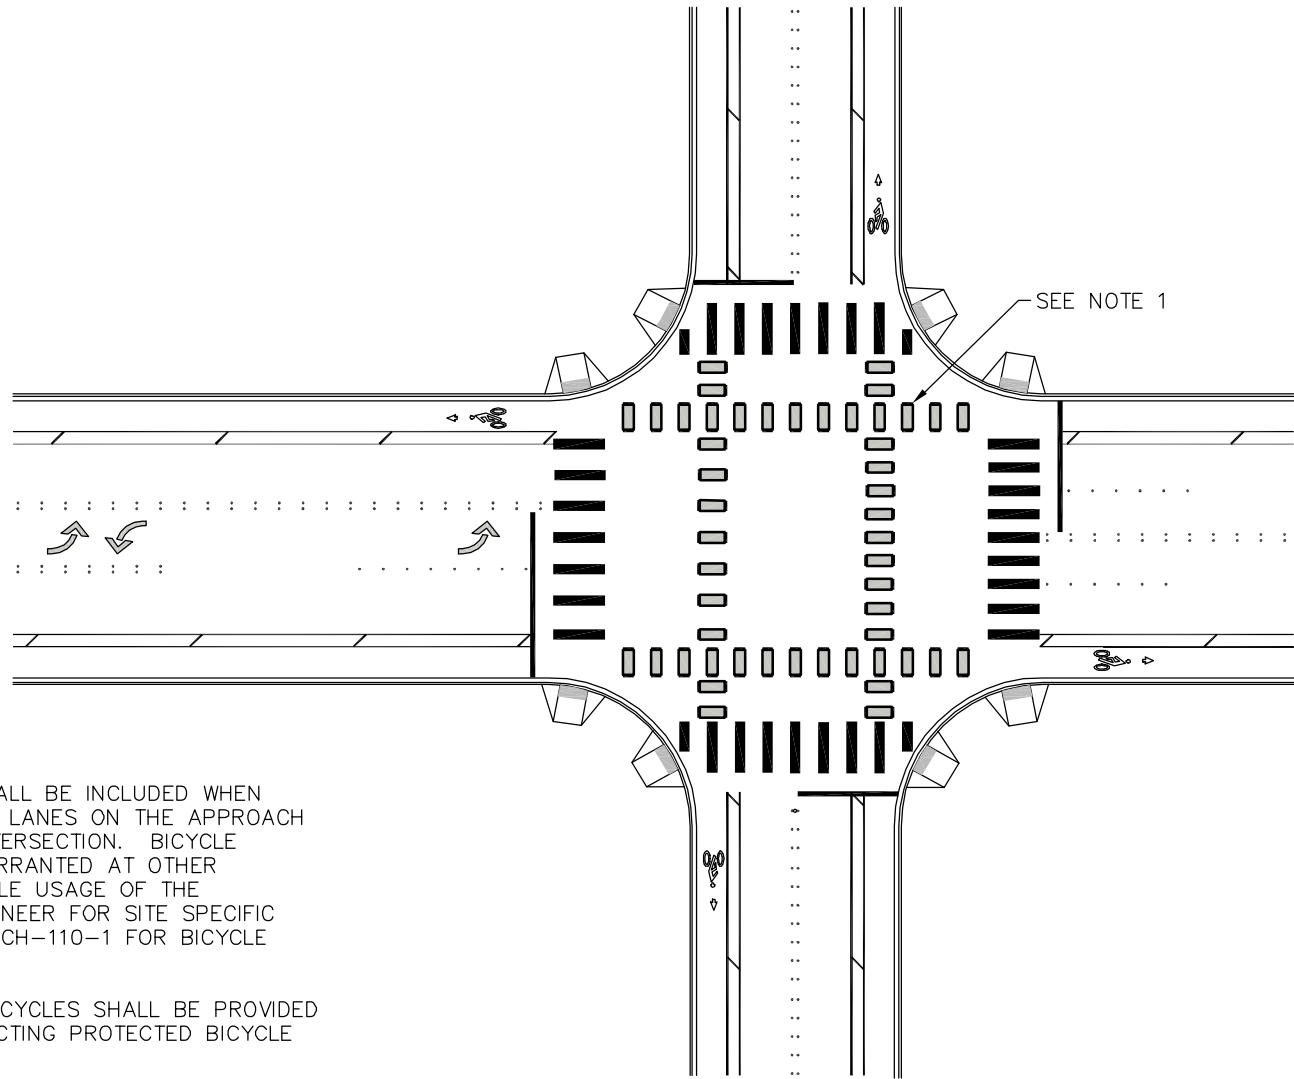 SEE NOTE 1
ALL BE INCLUDED WHEN
LANES ON THE APPROACH
ERSECTION. BICYCLE
RRANTED AT OTHER
LE USAGE OF THE
NEER FOR SITE SPECIFIC
CH-110-1 FOR BICYCLE
CYCLES SHALL BE PROVIDED
CTING PROTECTED BICYCLE